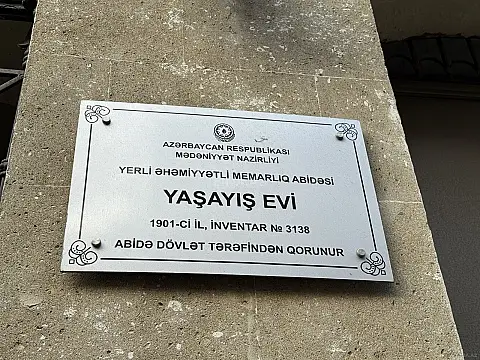 AZƏRBAYCAN RESPUBLİKASI
MƏDƏNİYYƏT NAZİRLİYİ
YERLİ ƏHƏMİYYƏTLİ MEMARLIQ ABİDƏSİ
YAŞAYIŞ EVİ
1901-Cİ İL, İNVENTAR № 3138
ABİDƏ DÖVLƏT TƏRƏFİNDƏN QORUNUR